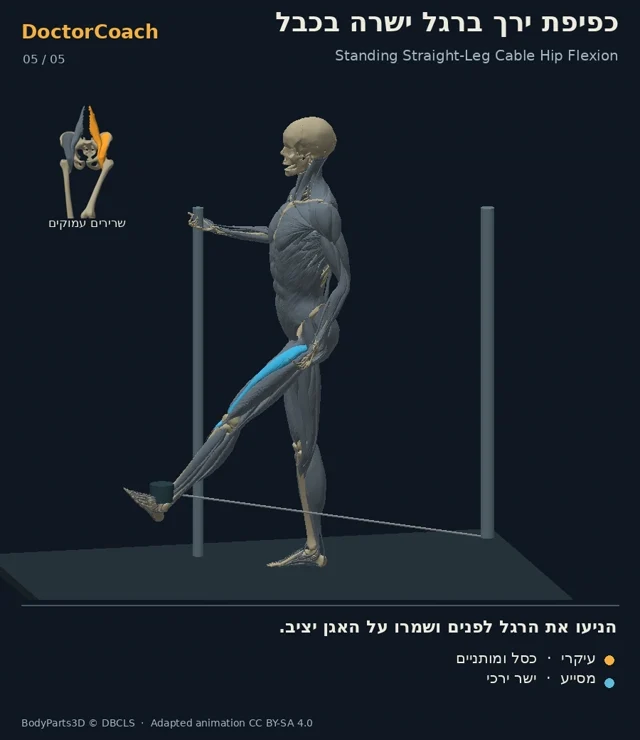 כפיפת ירך ברגל ישרה בכבל
DoctorCoach
Standing Straight-Leg Cable Hip Flexion
05 / 05
שרירים עמוקים
הניעו את הרגל לפנים ושמרו על האגן יציב.
עיקרי · כסל ומותניים
מסייע · ישר ירכי
BodyParts3D © DBCLS · Adapted animation CC BY-SA 4.0